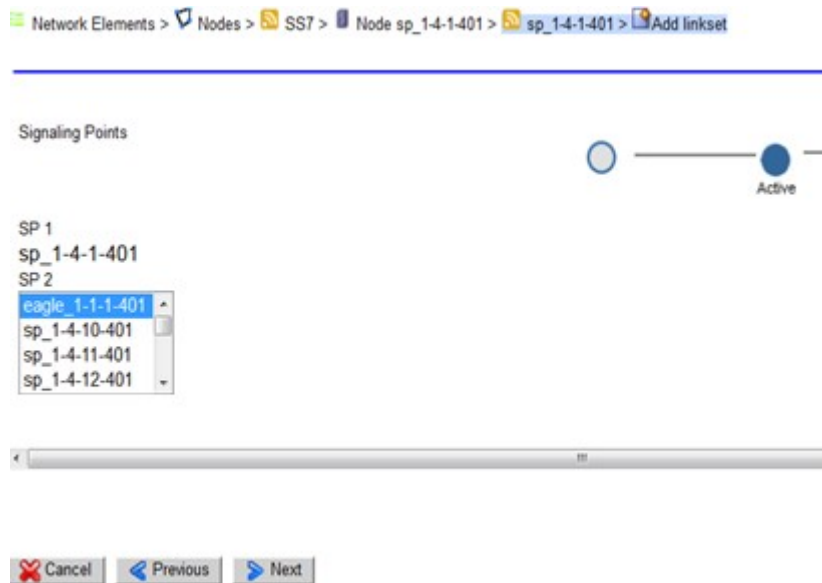 Network Elements > Nodes > SS7 > Node sp_1-4-1-401 > sp_1-4-1-401 > Add linkset
Signaling Points
Active
SP 1
sp_1-4-1-401
SP 2
eagle_1-1-1-401
sp_1-4-10-401
sp_1-4-11-401
sp_1-4-12-401
Cancel Previous Next